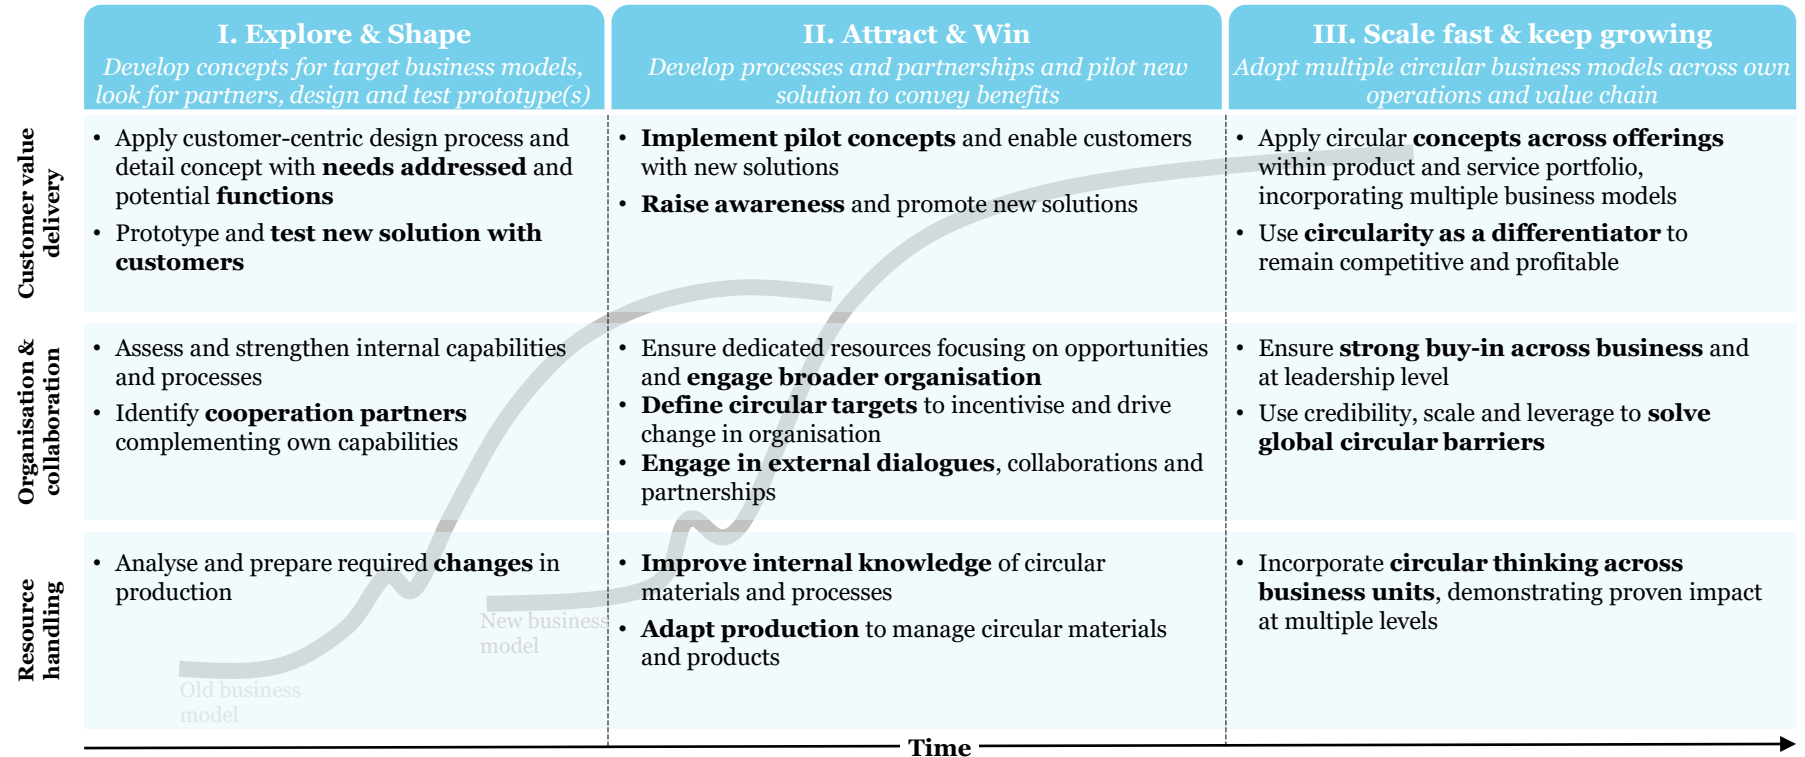 I. Explore & Shape
Develop concepts for target business models,
look for partners, design and test prototype(s)
II. Attract & Win
Develop processes and partnerships and pilot new
solution to convey benefits
III. Scale fast & keep growing
Adopt multiple circular business models across own
operations and value chain
Customer value
delivery
• Apply customer-centric design process and
detail concept with needs addressed and
potential functions
• Prototype and test new solution with
customers
• Implement pilot concepts and enable customers
with new solutions
• Raise awareness and promote new solutions
• Apply circular concepts across offerings
within product and service portfolio,
incorporating multiple business models
• Use circularity as a differentiator to
remain competitive and profitable
Organisation &
collaboration
• Assess and strengthen internal capabilities
and processes
• Identify cooperation partners
complementing own capabilities
• Ensure dedicated resources focusing on opportunities
and engage broader organisation
• Define circular targets to incentivise and drive
change in organisation
• Engage in external dialogues, collaborations and
partnerships
• Ensure strong buy-in across business and
at leadership level
• Use credibility, scale and leverage to solve
global circular barriers
Resource
handling
• Analyse and prepare required changes in
production
New business
model
Old business
model
• Improve internal knowledge of circular
materials and processes
• Adapt production to manage circular materials
and products
• Incorporate circular thinking across
business units, demonstrating proven impact
at multiple levels
Time